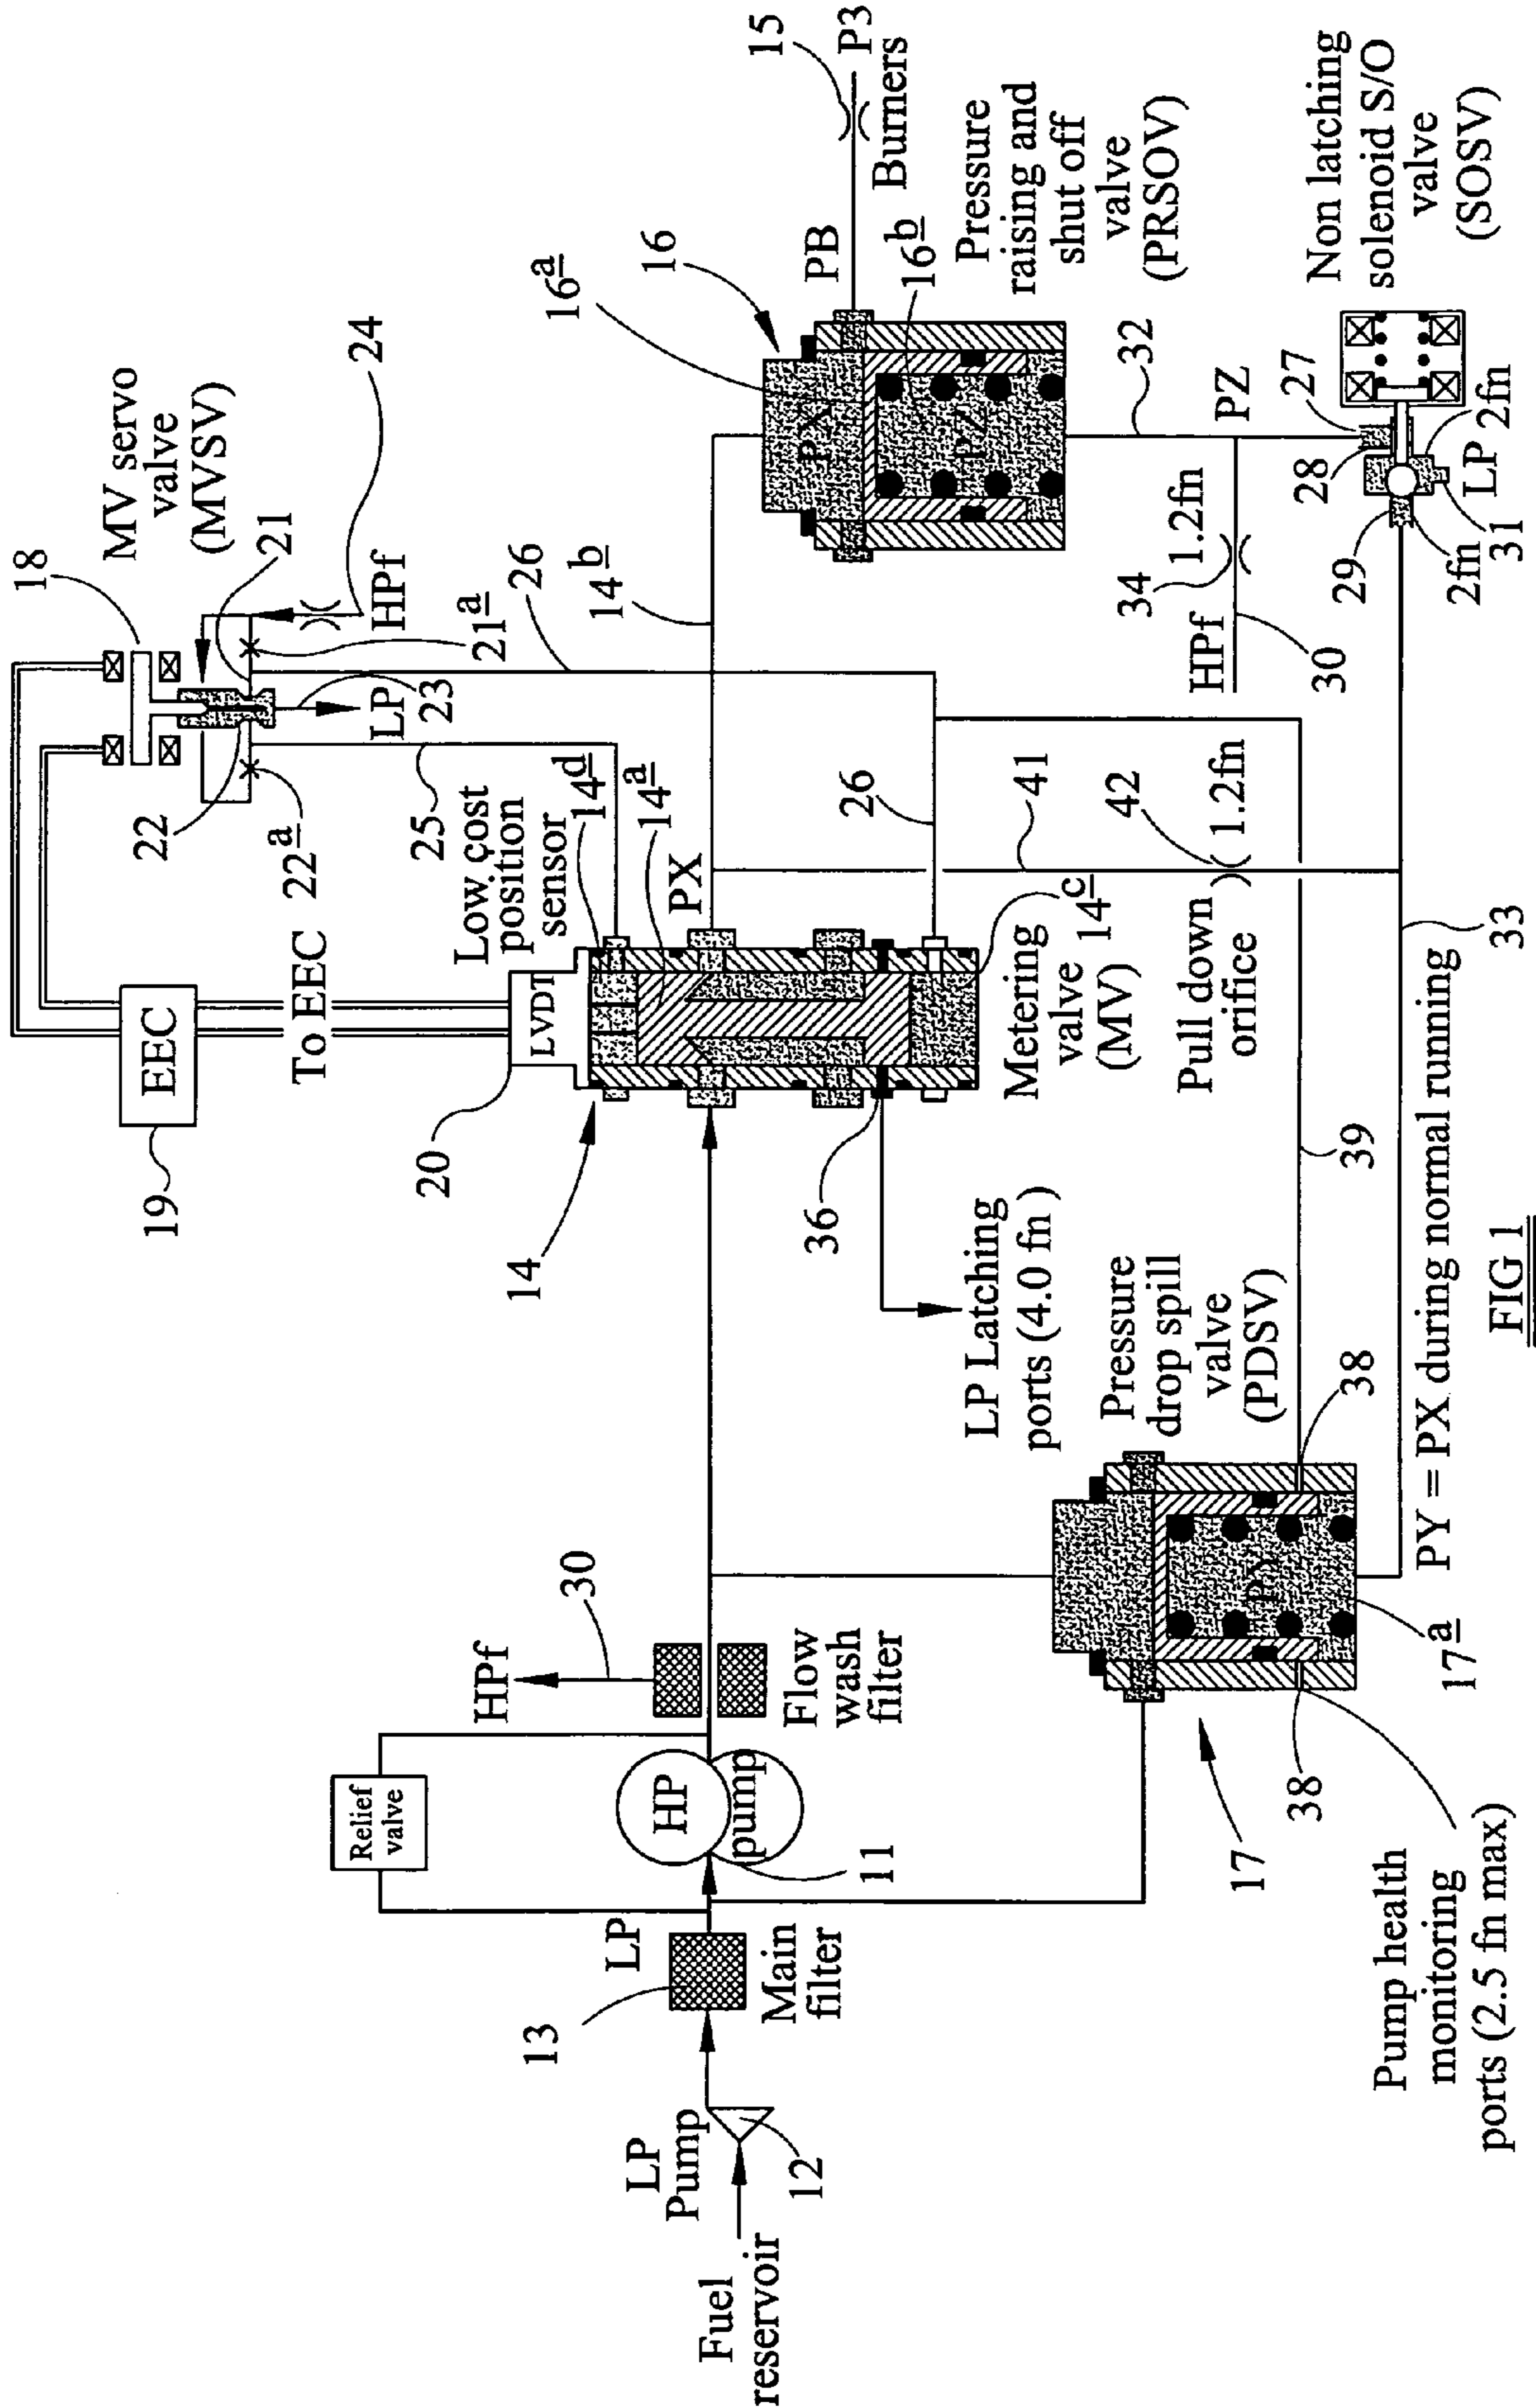 Fuel
reservoir
LP
Pump
12
13
LP
Main
filter
Relief
valve
HP
pump
11
HPf
30
Flow
wash
filter
17
38
Pump health
monitoring
ports (2.5 fn max)
17a
PY
38
Pressure
drop spill
valve
(PDSV)
PY = PX during normal running
33
39
LP Latching
ports (4.0 fn )
36
14
19
EEC
To EEC
20
LVDT
Low cost
position
sensor
14d
14a
PX
Metering
valve
(MV)
14c
Pull down
orifice
42
1.2fn
41
26
25
22a
22
18
MV servo
valve
(MVSV)
21
24
HPf
21a
LP
23
26
14b
HPf
30
34
1.2fn
PX
PZ
16a
16
16b
PB
15
P3
Burners
Pressure
raising and
shut off
valve
(PRSOV)
32
PZ
27
28
29
2fn
31
LP
2fn
Non latching
solenoid S/O
valve
(SOSV)
FIG 1